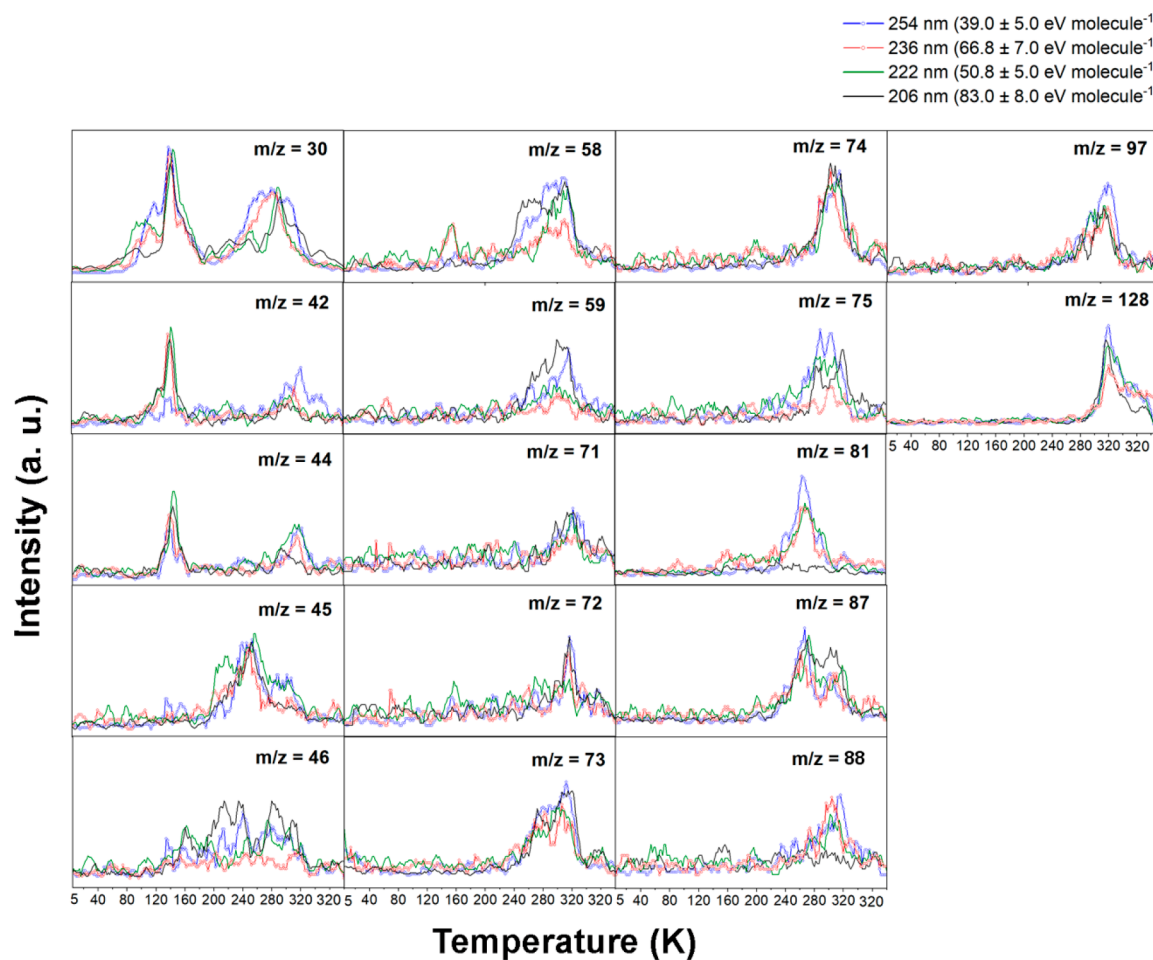 254 nm (39.0 ± 5.0 eV molecule-1
236 nm (66.8 ± 7.0 eV molecule-1
222 nm (50.8 ± 5.0 eV molecule-1
206 nm (83.0 ± 8.0 eV molecule-1
m/z = 30
m/z = 58
m/z = 74
m/z = 97
m/z = 42
m/z = 59
m/z = 75
m/z = 128
5 40 80 120 160 200 240 280 320 320
m/z = 44
m/z = 71
m/z = 81
m/z = 45
m/z = 72
m/z = 87
m/z = 46
m/z = 73
m/z = 88
5 40 80 120 160 200 240 280 320 320
5 40 80 120 160 200 240 280 320 320
5 40 80 120 160 200 240 280 320 320
Intensity (a. u.)
Temperature (K)